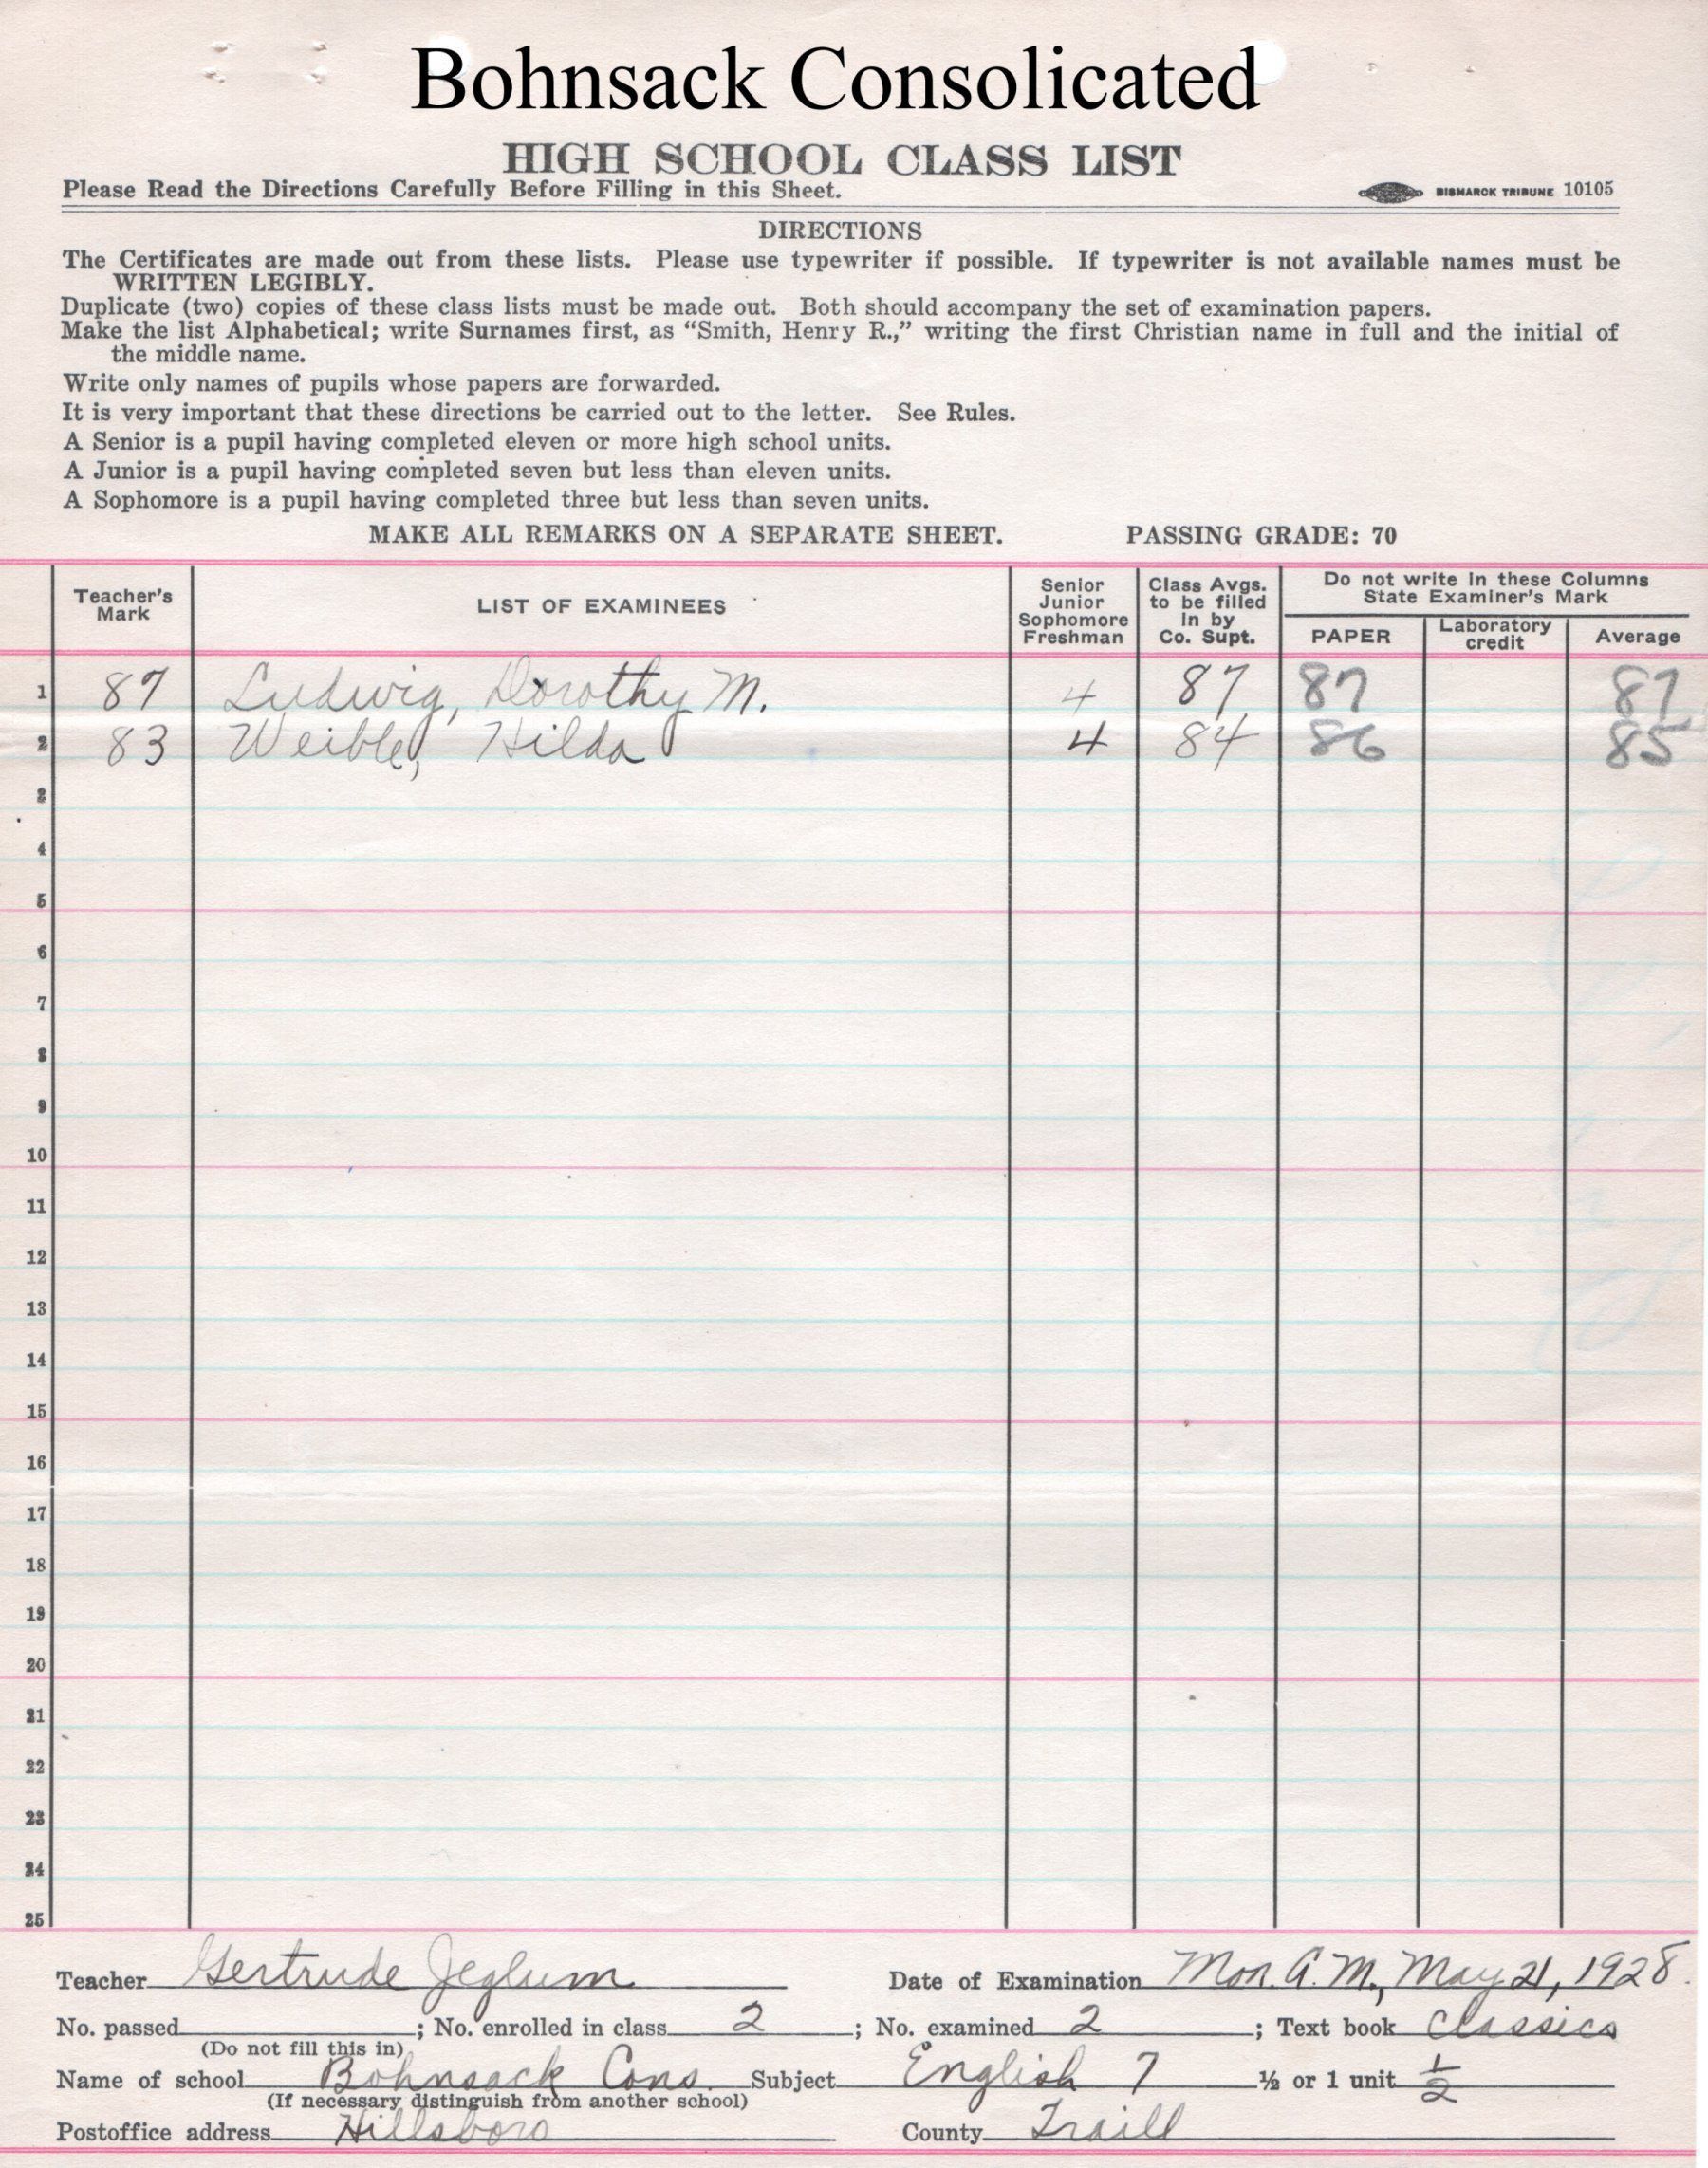 Bohnsack Consolicated
HIGH SCHOOL CLASS LIST
Please Read the Directions Carefully Before Filling in this Sheet. BISMARCK TRIBUNE 10105
DIRECTIONS
The Certificates are made out from these lists. Please use typewriter if possible. If typewriter is not available names must be
WRITTEN LEGIBLY.
Duplicate (two) copies of these class lists must be made out. Both should accompany the set of examination papers.
Make the list Alphabetical; write Surnames first, as “Smith, Henry R.,” writing the first Christian name in full and the initial of
the middle name.
Write only names of pupils whose papers are forwarded.
It is very important that these directions be carried out to the letter. See Rules.
A Senior is a pupil having completed eleven or more high school units.
A Junior is a pupil having completed seven but less than eleven units.
A Sophomore is a pupil having completed three but less than seven units.
MAKE ALL REMARKS ON A SEPARATE SHEET. PASSING GRADE: 70
Teacher's
Mark
LIST OF EXAMINEES
Senior
Junior
Sophomore
Freshman
Class Avgs.
to be filled
in by
Co. Supt.
Do not write in these Columns
State Examiner's Mark
PAPER
Laboratory
credit
Average
1 87 Ludwig, Dorothy M. 4 87 87 87
2 83 Weible, Hilda 4 84 86 85
3
4
5
6
7
8
9
10
11
12
13
14
15
16
17
18
19
20
21
22
23
24
25
Teacher Gertrude Jeglum Date of Examination Mon. A.M., May 21, 1928.
No. passed ; No. enrolled in class 2 ; No. examined 2 ; Text book Classics
(Do not fill this in)
Name of school Bohnsack Cons. Subject English 7 ½ or 1 unit ½
(If necessary distinguish from another school)
Postoffice address Hillsboro County Traill